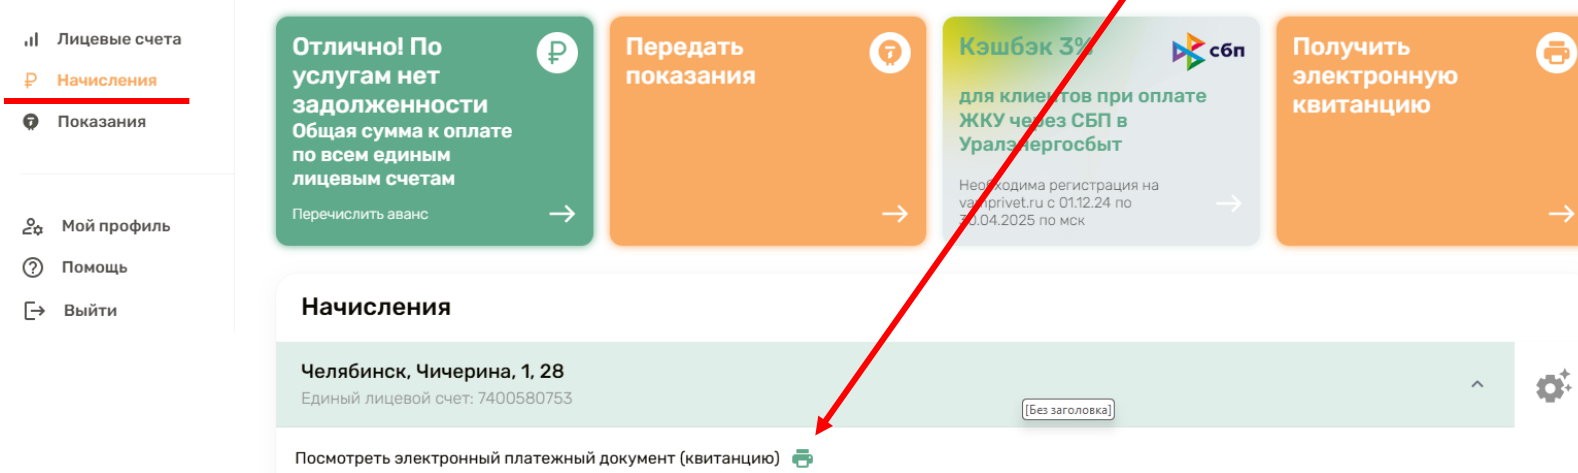 Лицевые счета
Начисления
Показания
Мой профиль
Помощь
Выйти
Отлично! По
услугам нет
задолженности
Общая сумма к оплате
по всем единым
лицевым счетам
Перечислить аванс
Передать
показания
Кэшбэк 3%
сбп
для клиентов при оплате
ЖКУ через СБП в
Уралэнергосбыт
Необходима регистрация на
vamprivet.ru с 01.12.24 по
30.04.2025 по мск
Получить
электронную
квитанцию
Начисления
Челябинск, Чичерина, 1, 28
Единый лицевой счет: 7400580753
[Без заголовка]
Посмотреть электронный платежный документ (квитанцию)